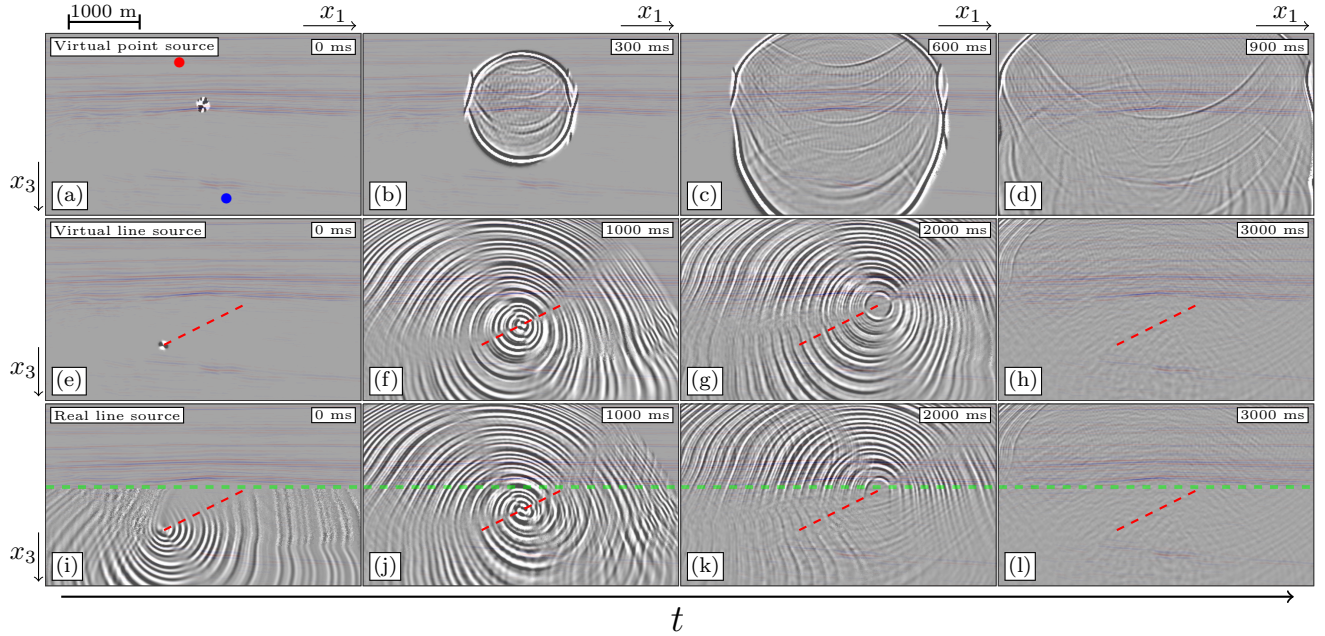 1000 m
x₁ x₁ x₁ x₁
Virtual point source 0 ms 300 ms 600 ms 900 ms
x₃
(a) (b) (c) (d)
Virtual line source 0 ms 1000 ms 2000 ms 3000 ms
x₃
(e) (f) (g) (h)
Real line source 0 ms 1000 ms 2000 ms 3000 ms
x₃
(i) (j) (k) (l)
t